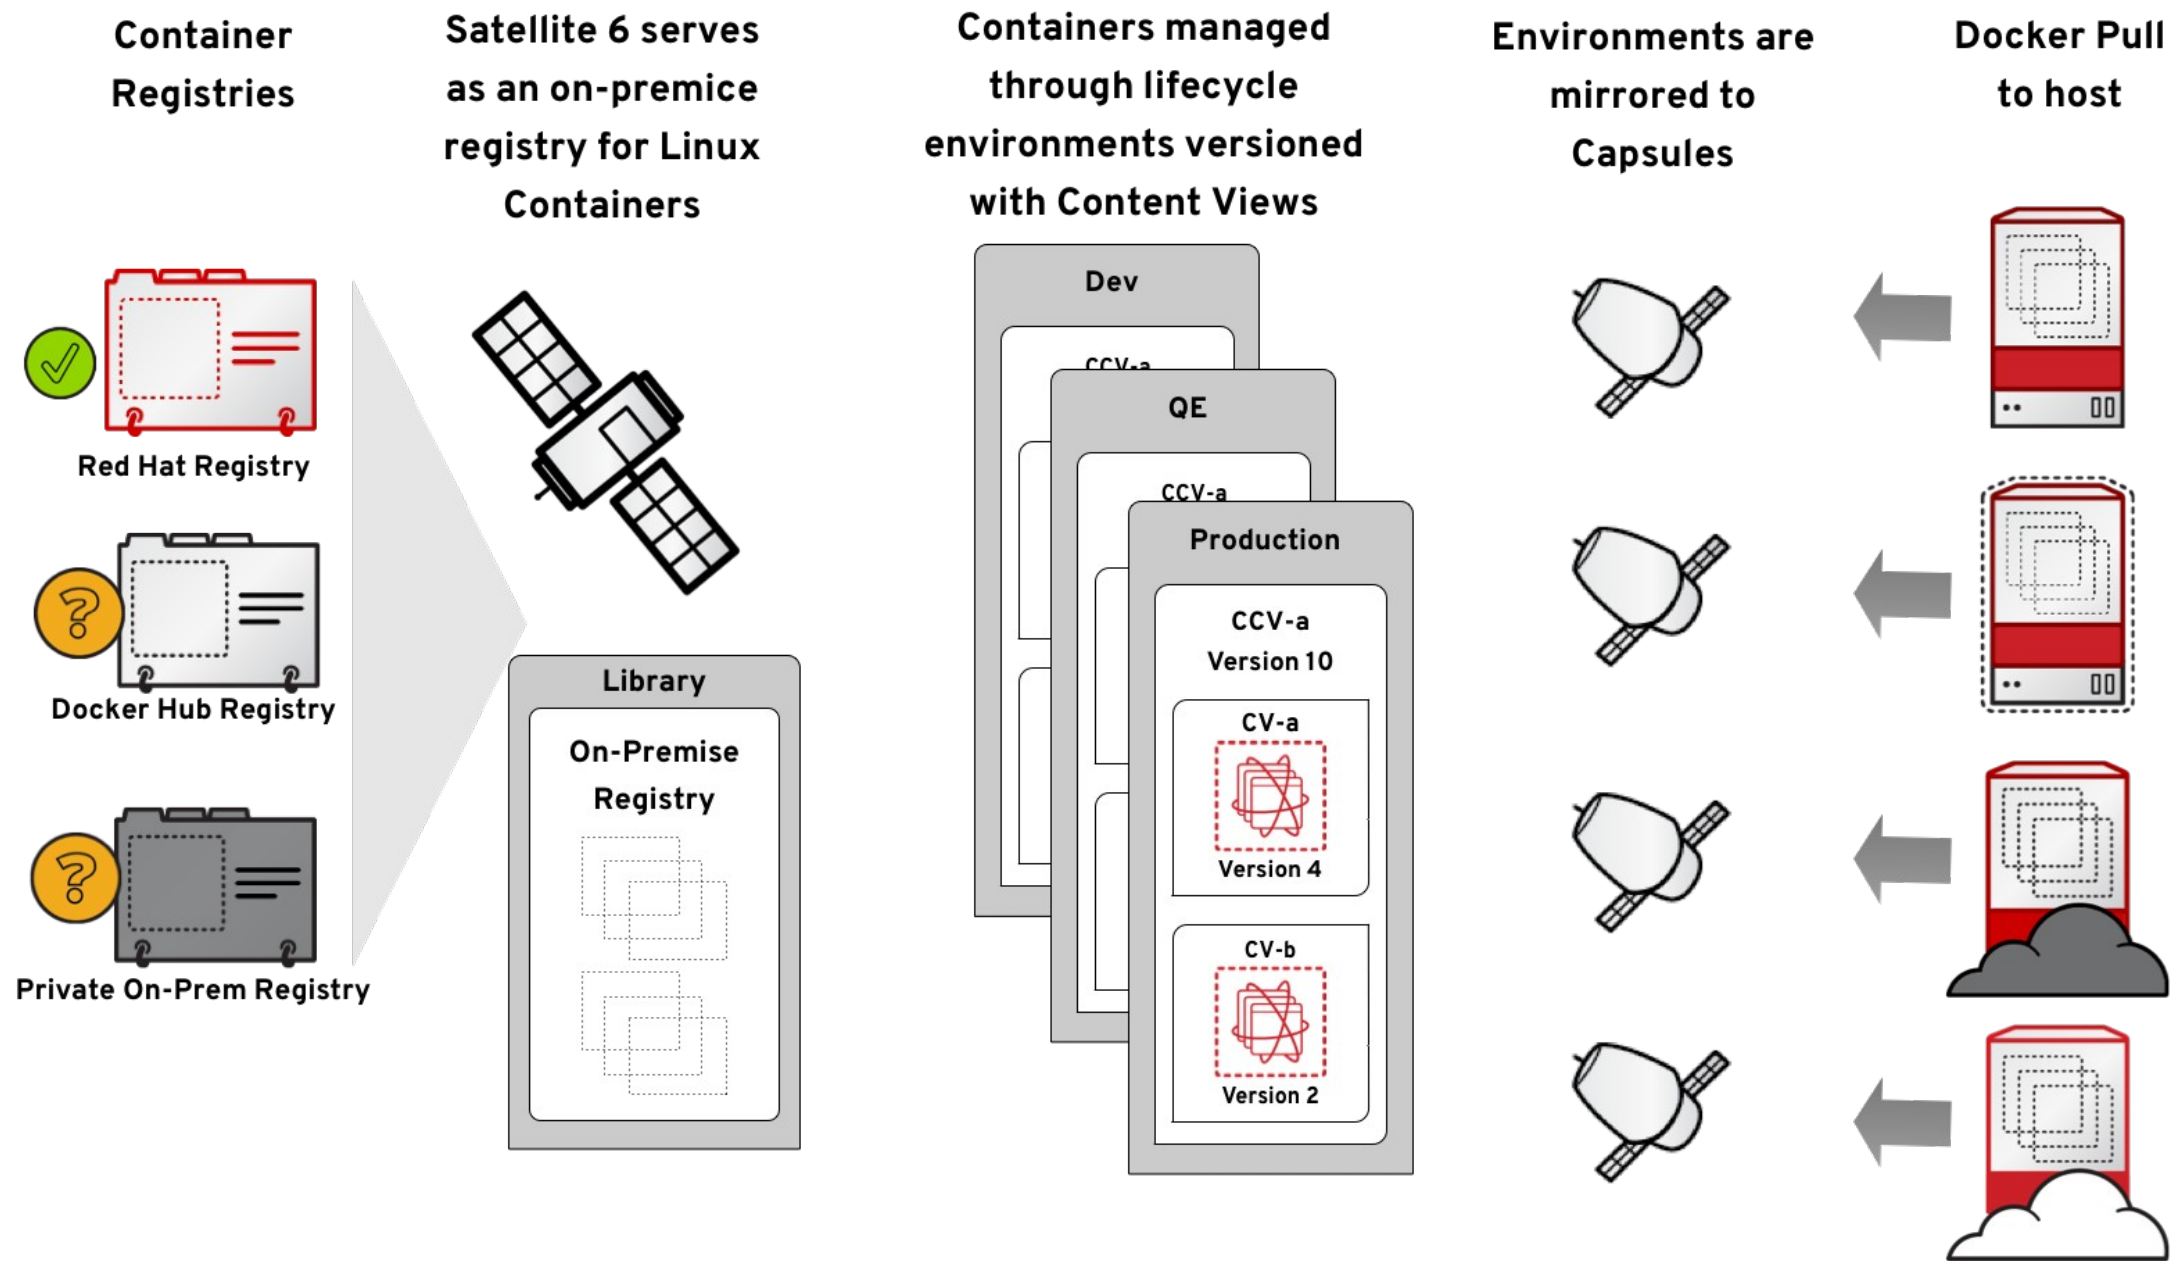 Container
Registries
Satellite 6 serves
as an on-premice
registry for Linux
Containers
Containers managed
through lifecycle
environments versioned
with Content Views
Environments are
mirrored to
Capsules
Docker Pull
to host
Red Hat Registry
Docker Hub Registry
Private On-Prem Registry
Library
On-Premise
Registry
Dev
CCV-a
QE
CCV-a
Production
CCV-a
Version 10
CV-a
Version 4
CV-b
Version 2